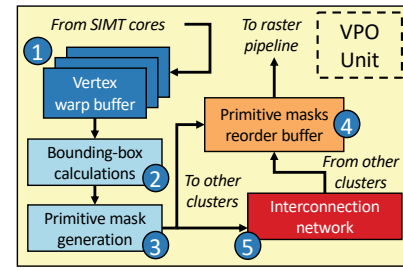 From SIMT cores
1
Vertex
warp buffer
Bounding-box
calculations
2
Primitive mask
generation
3
To raster
pipeline
VPO
Unit
Primitive masks
reorder buffer
4
To other
clusters
From other
clusters
5
Interconnection
network